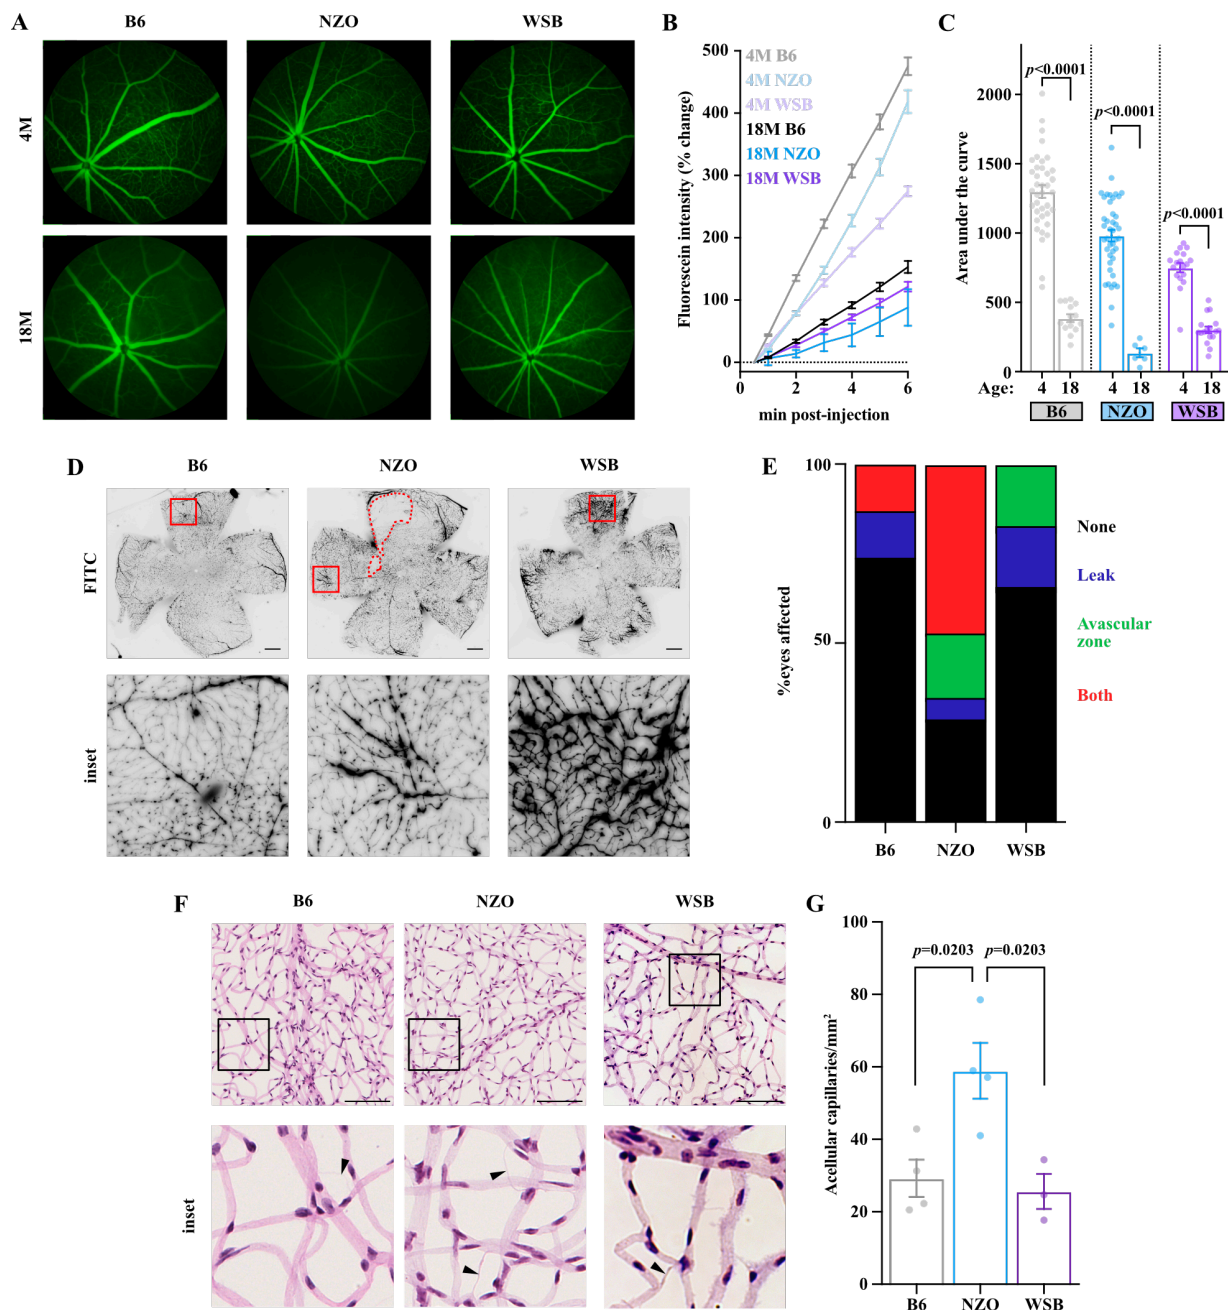 A
B6
NZO
WSB
4M
18M
B
500
400
300
200
100
0
Fluorescein intensity (% change)
4M B6
4M NZO
4M WSB
18M B6
18M NZO
18M WSB
0
2
4
6
min post-injection
C
2000
1500
1000
500
0
Area under the curve
p<0.0001
p<0.0001
p<0.0001
Age: 4 18 4 18 4 18
B6
NZO
WSB
D
B6
NZO
WSB
FITC
inset
E
100
50
0
%eyes affected
None
Leak
Avascular
zone
Both
B6
NZO
WSB
F
B6
NZO
WSB
inset
G
100
80
60
40
20
0
Acellular capillaries/mm²
p=0.0203
p=0.0203
B6
NZO
WSB